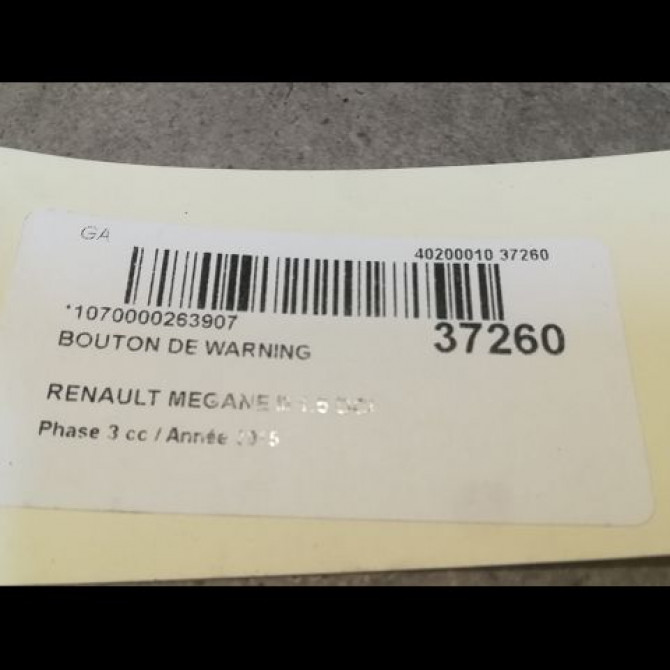 GA
40200010 37260
*1070000263907
37260
BOUTON DE WARNING
RENAULT MEGANE
Phase 3 cc / Année